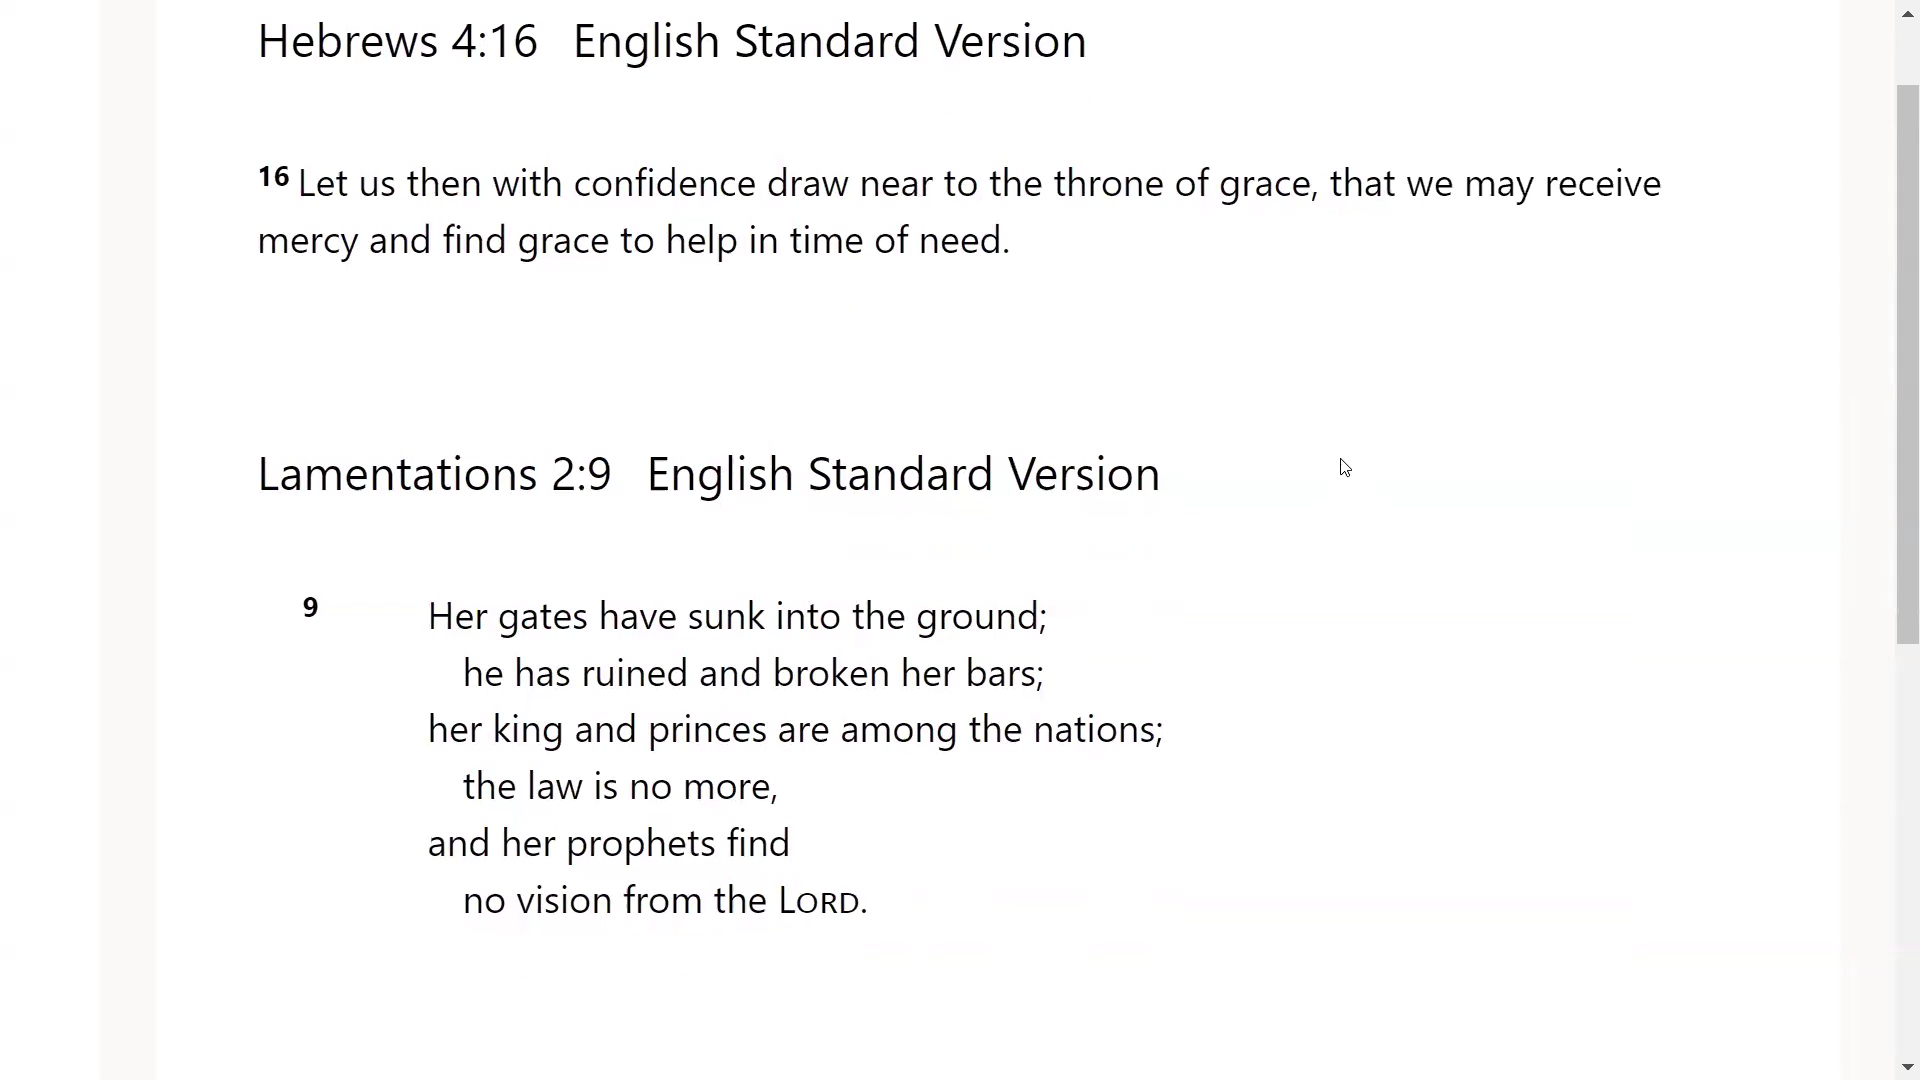 Hebrews 4:16 English Standard Version
16 Let us then with confidence draw near to the throne of grace, that we may receive
mercy and find grace to help in time of need.
Lamentations 2:9 English Standard Version
9 Her gates have sunk into the ground;
he has ruined and broken her bars;
her king and princes are among the nations;
the law is no more,
and her prophets find
no vision from the LORD.